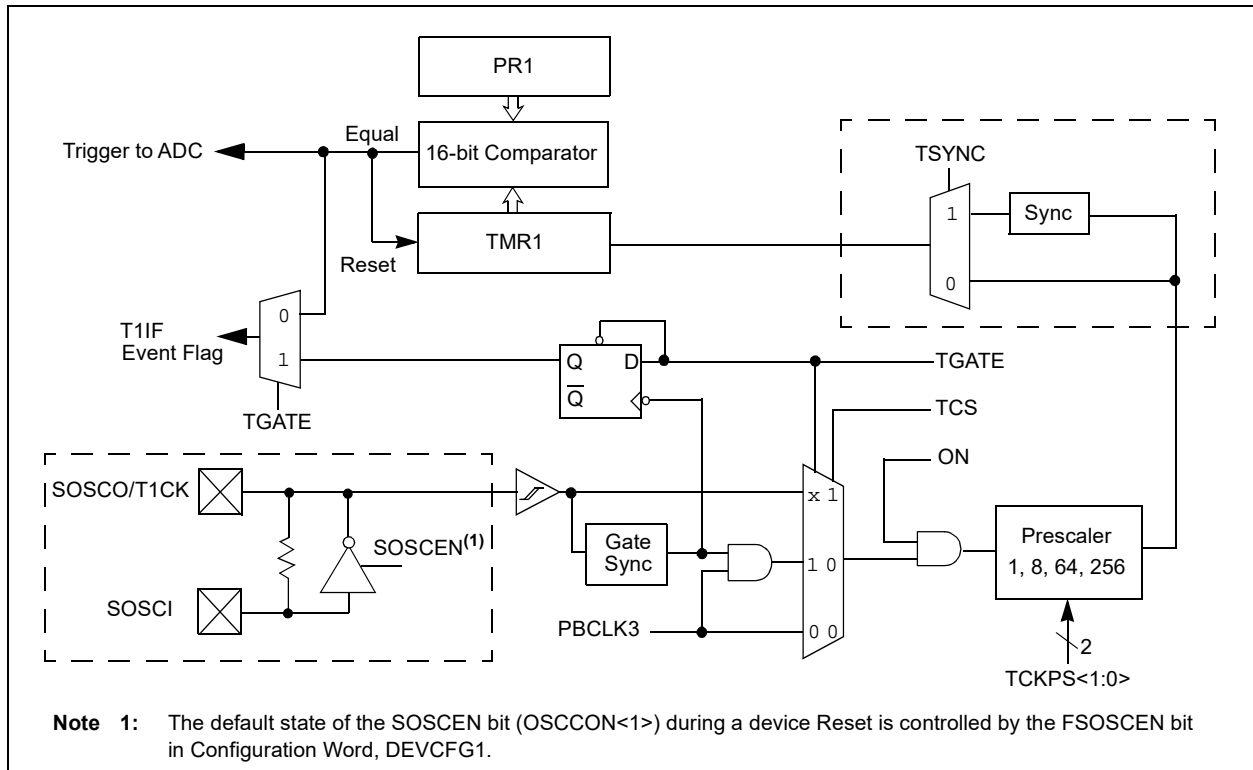 PR1
Equal
16-bit Comparator
Trigger to ADC
TSYNC
1
Sync
TMR1
Reset
0
0
T1IF
Event Flag
1
Q
D
Q
TGATE
TGATE
TCS
ON
SOSCO/T1CK
x 1
Prescaler
1, 8, 64, 256
SOSCEN(1)
Gate
Sync
1 0
SOSCI
PBCLK3
0 0
2
TCKPS<1:0>
Note 1: The default state of the SOSCEN bit (OSCCON<1>) during a device Reset is controlled by the FSOSCEN bit
in Configuration Word, DEVCFG1.